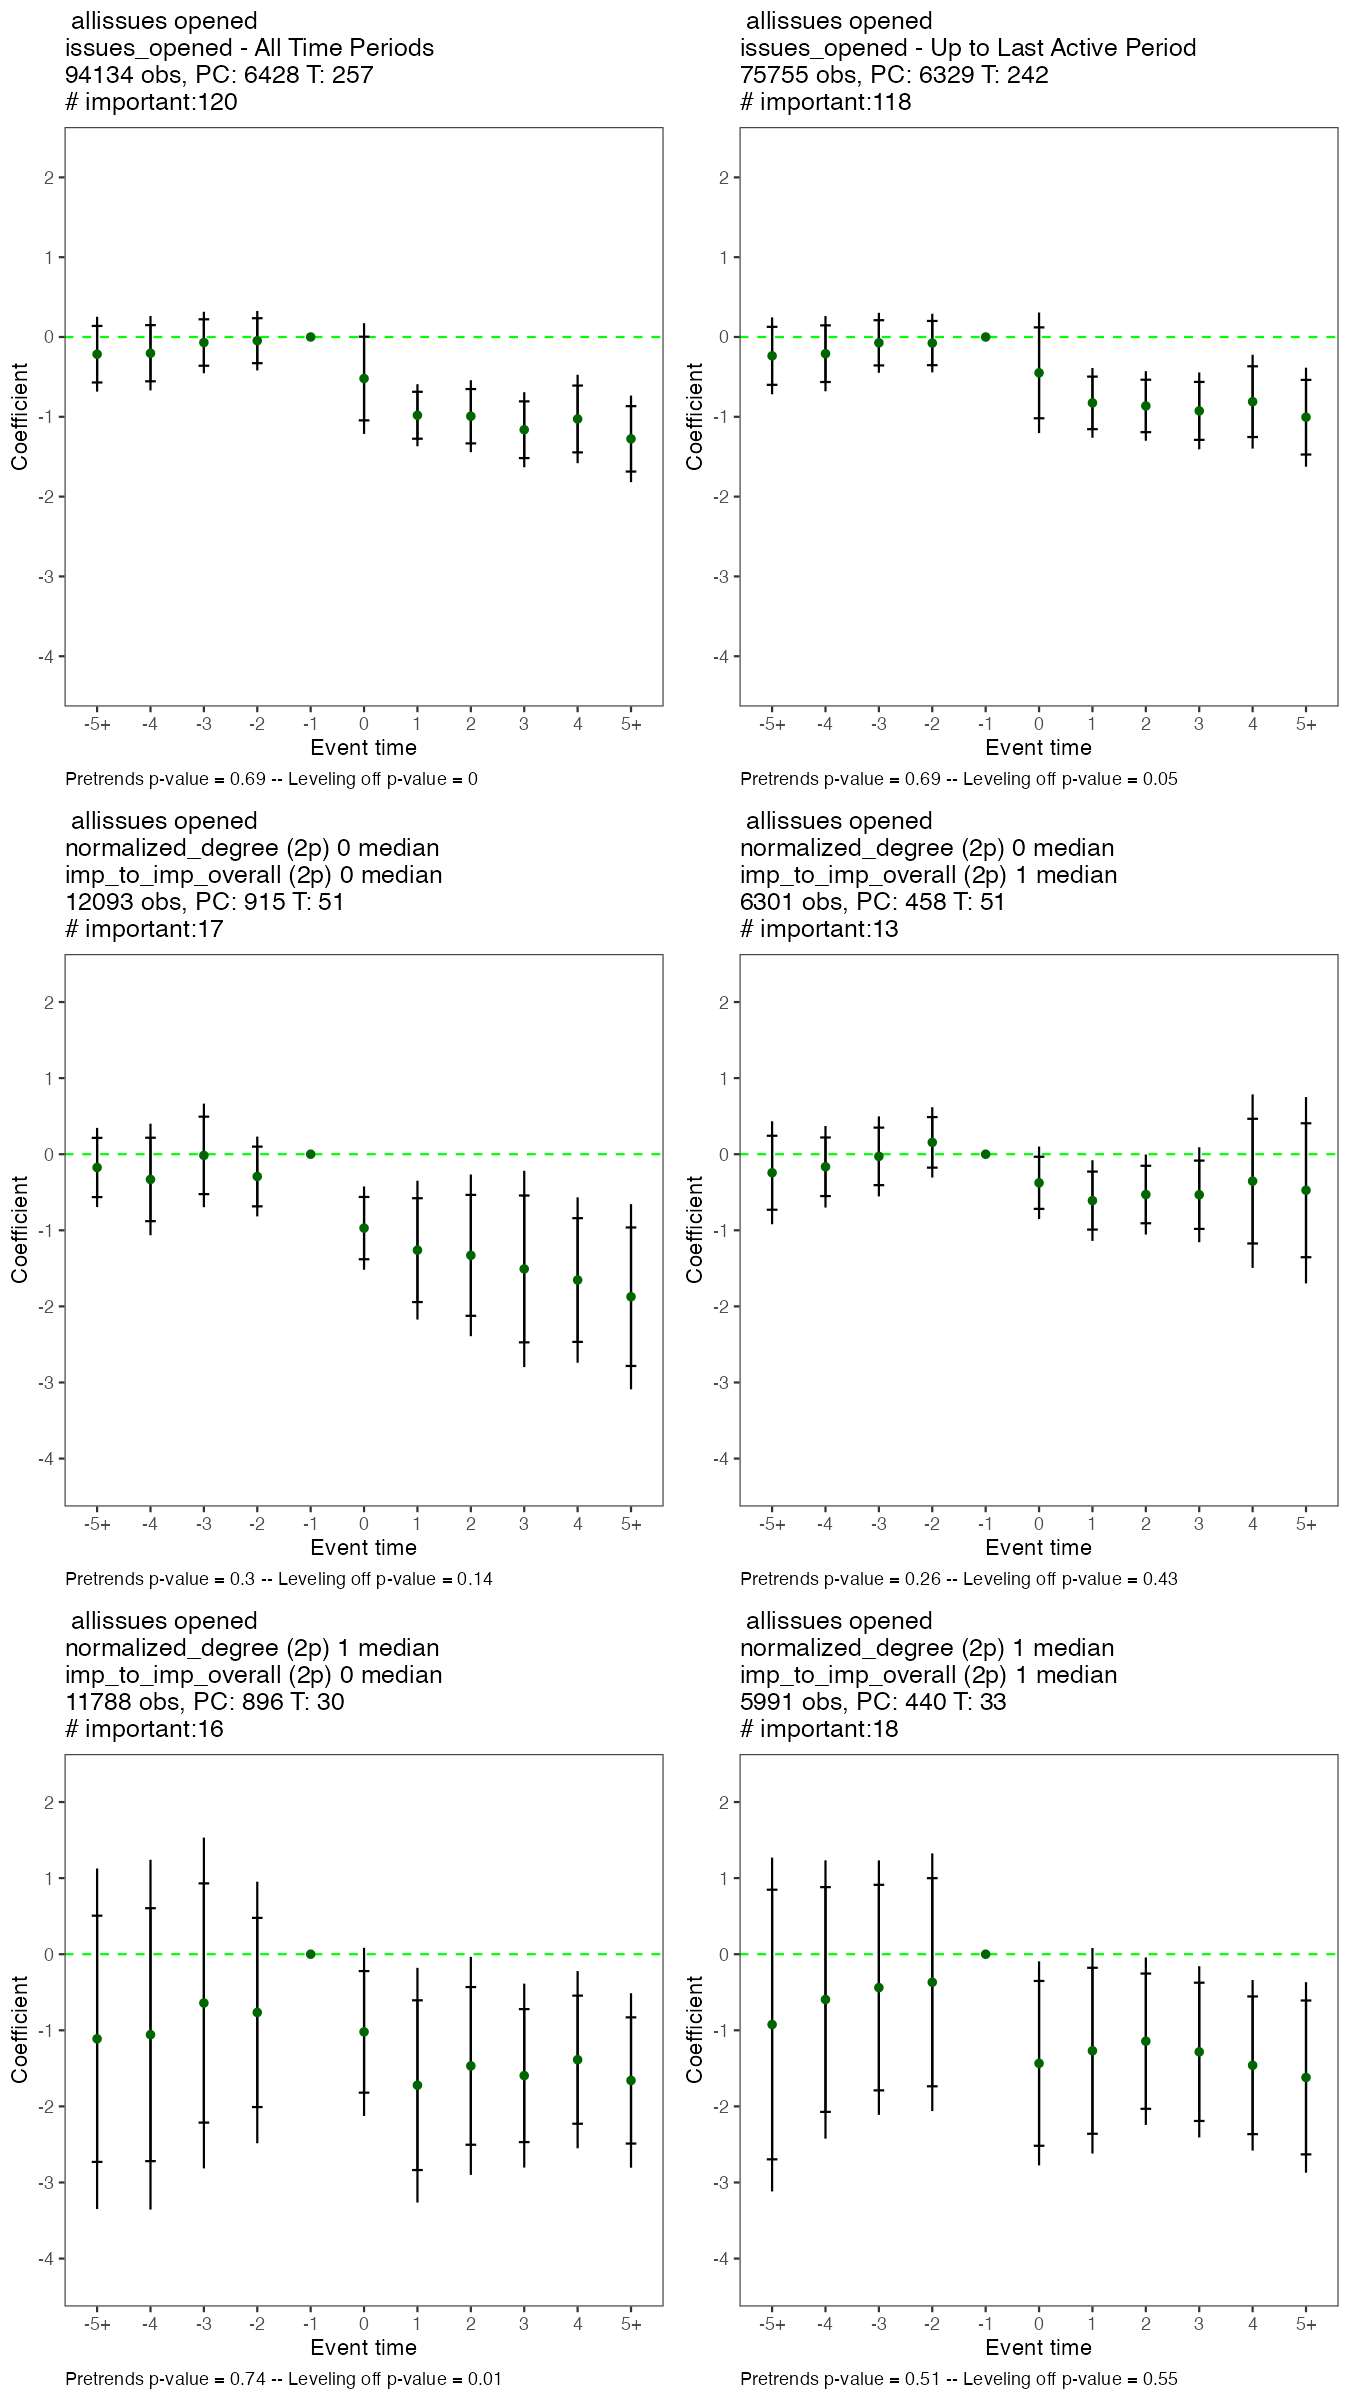 allissues opened
issues_opened - All Time Periods
94134 obs, PC: 6428 T: 257
# important:120
2
1
0
-1
-2
-3
-4
Coefficient
-5+ -4 -3 -2 -1 0 1 2 3 4 5+
Event time
Pretrends p-value = 0.69 -- Leveling off p-value = 0
allissues opened
issues_opened - Up to Last Active Period
75755 obs, PC: 6329 T: 242
# important:118
2
1
0
-1
-2
-3
-4
Coefficient
-5+ -4 -3 -2 -1 0 1 2 3 4 5+
Event time
Pretrends p-value = 0.69 -- Leveling off p-value = 0.05
allissues opened
normalized_degree (2p) 0 median
imp_to_imp_overall (2p) 0 median
12093 obs, PC: 915 T: 51
# important:17
2
1
0
-1
-2
-3
-4
Coefficient
-5+ -4 -3 -2 -1 0 1 2 3 4 5+
Event time
Pretrends p-value = 0.3 -- Leveling off p-value = 0.14
allissues opened
normalized_degree (2p) 0 median
imp_to_imp_overall (2p) 1 median
6301 obs, PC: 458 T: 51
# important:13
2
1
0
-1
-2
-3
-4
Coefficient
-5+ -4 -3 -2 -1 0 1 2 3 4 5+
Event time
Pretrends p-value = 0.26 -- Leveling off p-value = 0.43
allissues opened
normalized_degree (2p) 1 median
imp_to_imp_overall (2p) 0 median
11788 obs, PC: 896 T: 30
# important:16
2
1
0
-1
-2
-3
-4
Coefficient
-5+ -4 -3 -2 -1 0 1 2 3 4 5+
Event time
Pretrends p-value = 0.74 -- Leveling off p-value = 0.01
allissues opened
normalized_degree (2p) 1 median
imp_to_imp_overall (2p) 1 median
5991 obs, PC: 440 T: 33
# important:18
2
1
0
-1
-2
-3
-4
Coefficient
-5+ -4 -3 -2 -1 0 1 2 3 4 5+
Event time
Pretrends p-value = 0.51 -- Leveling off p-value = 0.55